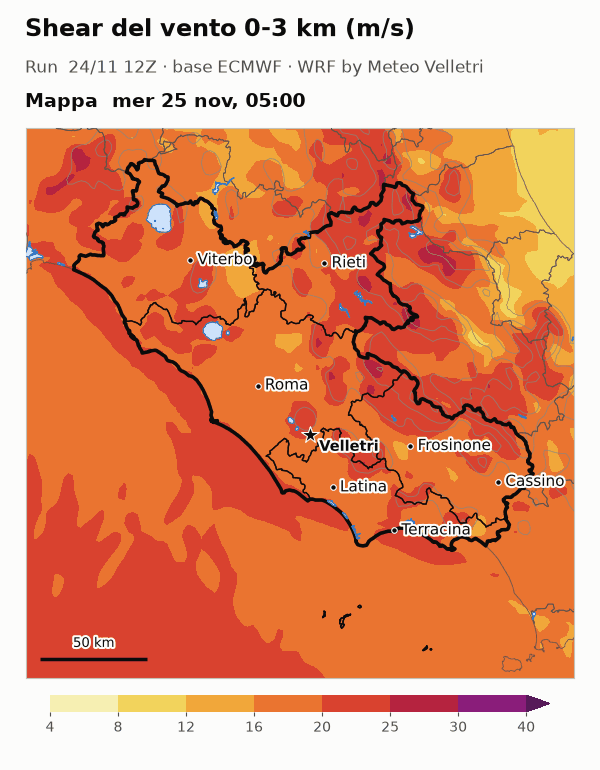 Shear del vento 0-3 km (m/s)
Run  24/11 12Z · base ECMWF · WRF by Meteo Velletri
Mappa  mer 25 nov, 05:00
Viterbo
Rieti
Roma
Velletri
Frosinone
Latina
Cassino
Terracina
50 km
4 8 12 16 20 25 30 40